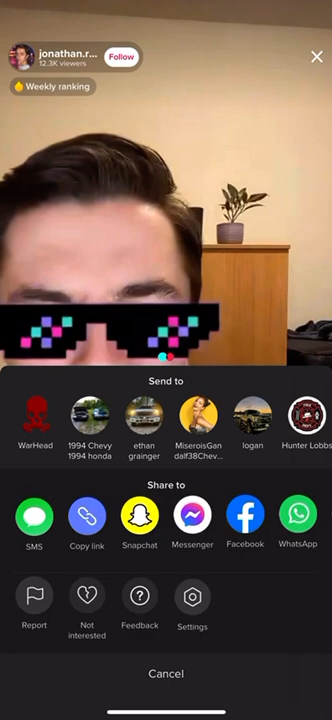 jonathan.r...
12.3K viewers
Follow
Weekly ranking
Send to
WarHead
1994 Chevy
1994 honda
ethan
grainger
MiseroisGan
dalf38Chev...
logan
Hunter Lobbs
Share to
SMS
Copy link
Snapchat
Messenger
Facebook
WhatsApp
Report
Not
interested
Feedback
Settings
Cancel